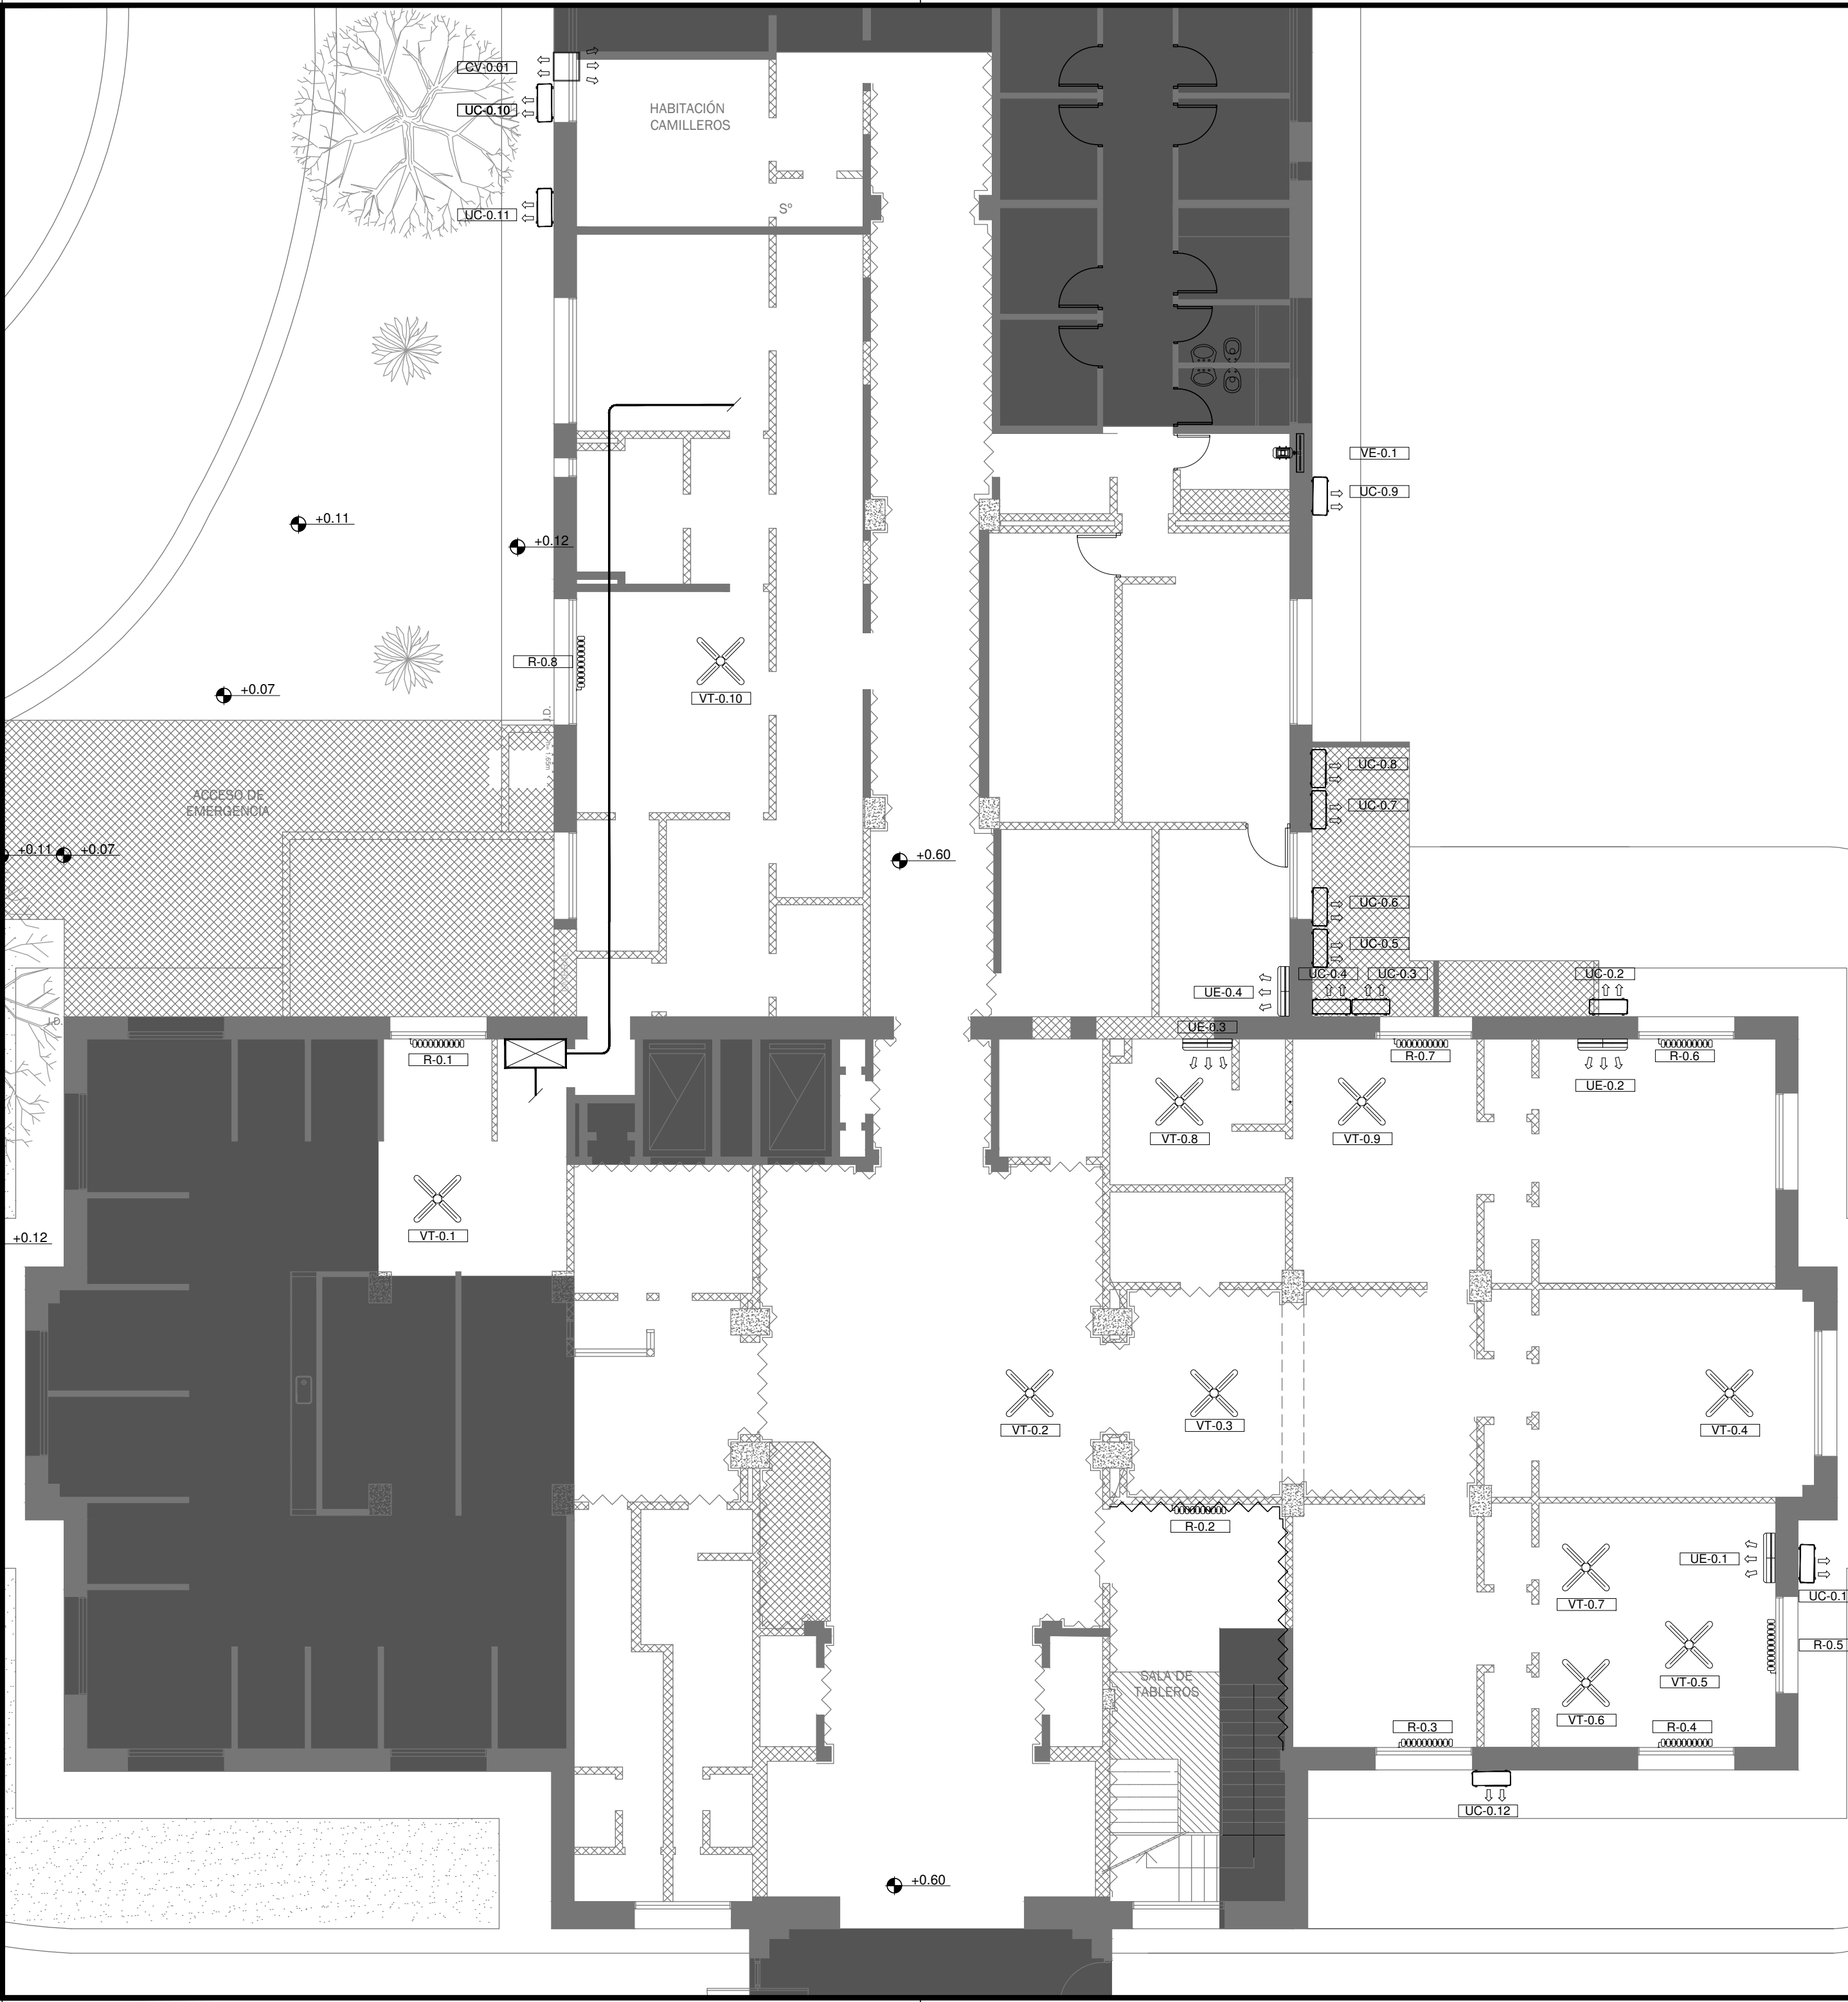 CV-0.01
UC-0.10
HABITACIÓN
CAMILLEROS
UC-0.11
Sº
VE-0.1
UC-0.9
+0.11
+0.12
R-0.8
+0.07
VT-0.10
J.D.
UC-0.8
ACCESO DE
EMERGENCIA
UC-0.7
+0.11
+0.07
+0.60
UC-0.6
UC-0.5
UC-0.4
UC-0.3
UC-0.2
UE-0.4
J.D.
UE-0.3
R-0.1
R-0.7
R-0.6
UE-0.2
VT-0.8
VT-0.9
VT-0.1
+0.12
VT-0.2
VT-0.3
VT-0.4
R-0.2
UE-0.1
UC-0.1
VT-0.7
R-0.5
SALA DE
TABLEROS
VT-0.5
VT-0.6
R-0.3
R-0.4
UC-0.12
+0.60